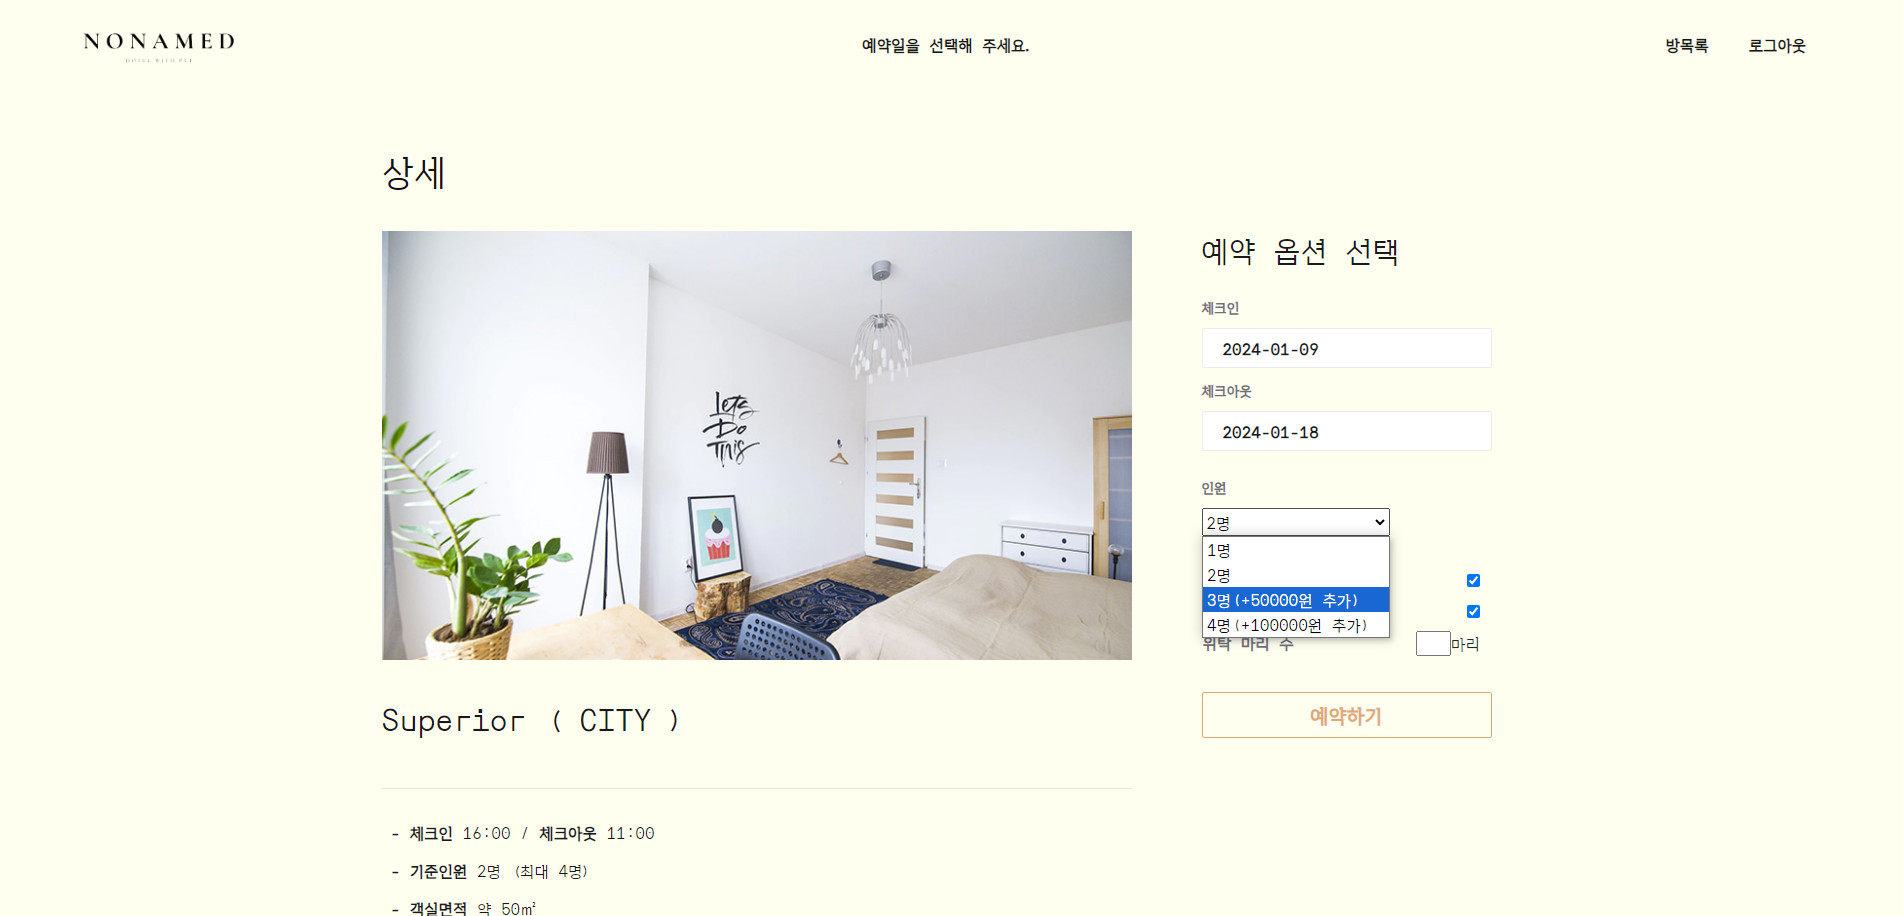 NONAMED
HOTEL WITH PET
예약일을 선택해 주세요.
방목록
로그아웃
상세
Lets
Do
This
Superior ( CITY )
- 체크인 16:00 / 체크아웃 11:00
- 기준인원 2명 (최대 4명)
- 객실면적 약 50㎡
예약 옵션 선택
체크인
2024-01-09
체크아웃
2024-01-18
인원
2명
1명
2명
3명(+50000원 추가)
4명(+100000원 추가)
위탁 마리 수
마리
예약하기